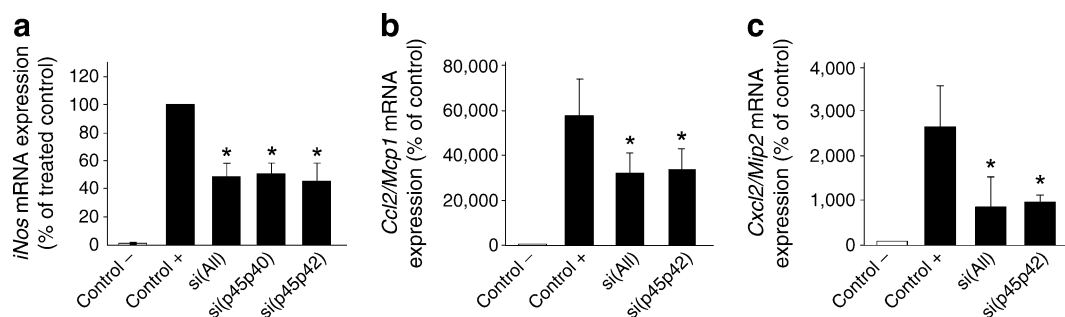 a
iNos mRNA expression
(% of treated control)
120
100
80
60
40
20
0
*
*
*
Control –
Control +
si(All)
si(p45p40)
si(p45p42)
b
Ccl2/Mcp1 mRNA
expression (% of control)
80,000
60,000
40,000
20,000
0
*
*
Control –
Control +
si(All)
si(p45p42)
c
Cxcl2/Mip2 mRNA
expression (% of control)
4,000
3,000
2,000
1,000
0
*
*
Control –
Control +
si(All)
si(p45p42)